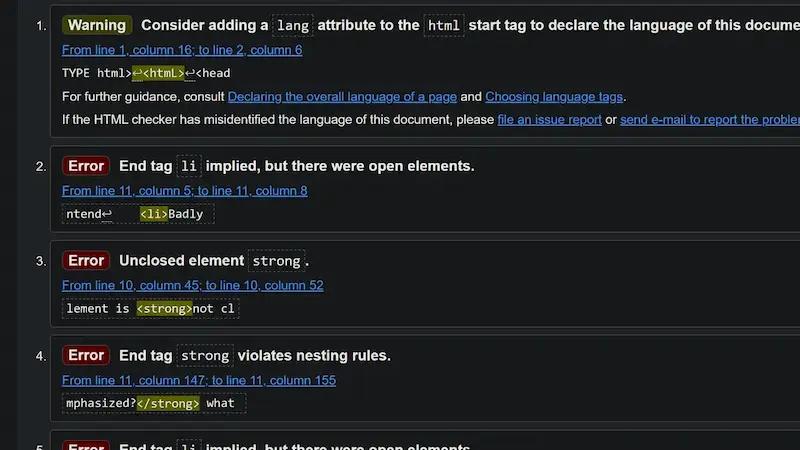 1. Warning Consider adding a lang attribute to the html start tag to declare the language of this docume
From line 1, column 16; to line 2, column 6
TYPE html>↩<htmL>↩<head
For further guidance, consult Declaring the overall language of a page and Choosing language tags.
If the HTML checker has misidentified the language of this document, please file an issue report or send e-mail to report the problem
2. Error End tag li implied, but there were open elements.
From line 11, column 5; to line 11, column 8
ntend↩    <li>Badly
3. Error Unclosed element strong.
From line 10, column 45; to line 10, column 52
lement is <strong>not cl
4. Error End tag strong violates nesting rules.
From line 11, column 147; to line 11, column 155
mphasized?</strong> what
5. Error End tag li implied, but there were open elements.